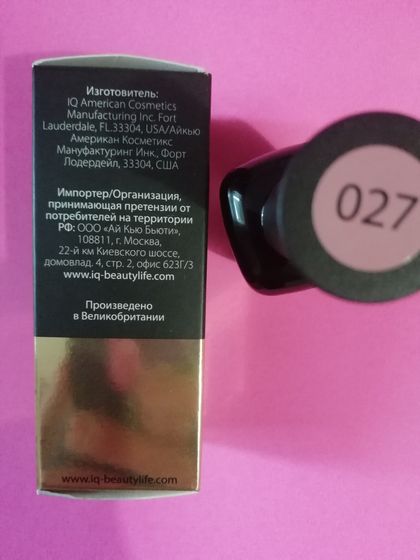 Изготовитель:
IQ American Cosmetics
Manufacturing Inc. Fort
Lauderdale, FL.33304, USA/Айкью
Американ Косметикс
Мануфактуринг Инк., Форт
Лодердейл, 33304, США
Импортер/Организация,
принимающая претензии от
потребителей на территории
РФ: ООО «Ай Кью Бьюти»,
108811, г. Москва,
22-й км Киевского шоссе,
домовлад. 4, стр. 2, офис 623Г/3
www.iq-beautylife.com
Произведено
в Великобритании
www.iq-beautylife.com
027